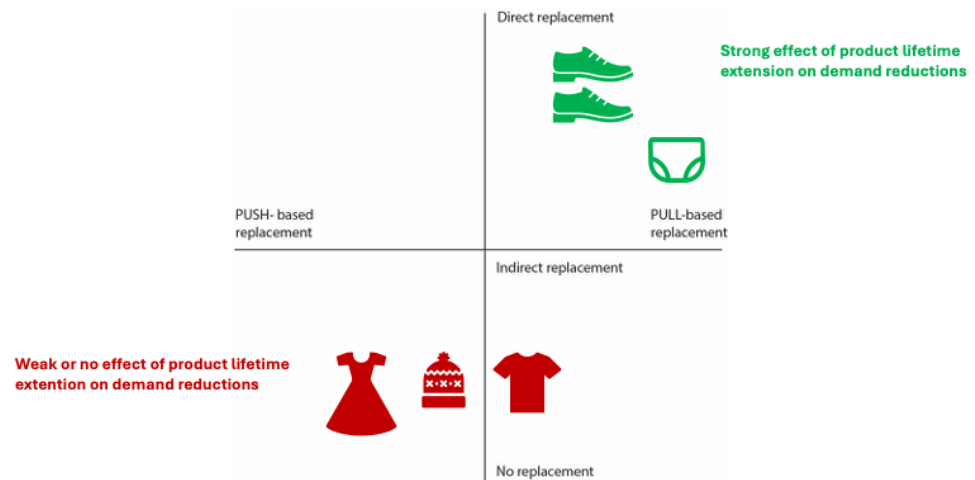 Direct replacement
Strong effect of product lifetime
extension on demand reductions
PUSH- based
replacement
PULL-based
replacement
Indirect replacement
Weak or no effect of product lifetime
extention on demand reductions
No replacement